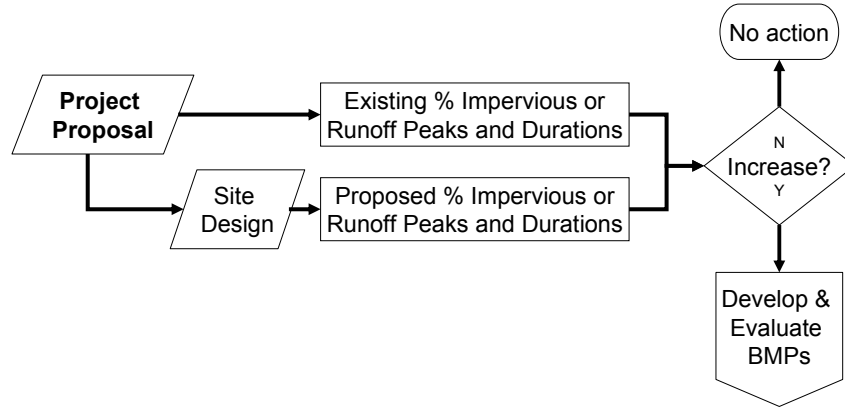 No action
Project
Proposal
Existing % Impervious or
Runoff Peaks and Durations
N
Increase?
Y
Site
Design
Proposed % Impervious or
Runoff Peaks and Durations
Develop &
Evaluate
BMPs